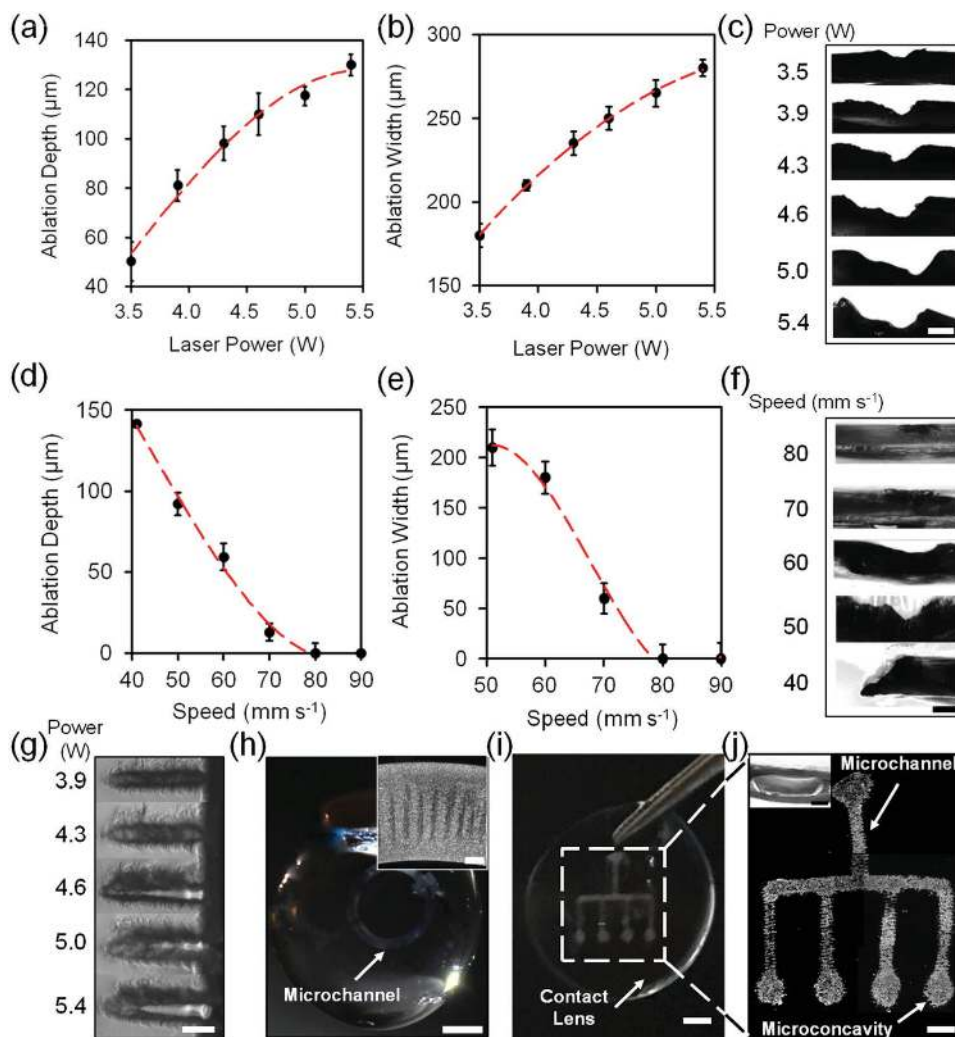 (a)
140
120
100
80
60
40
Ablation Depth (µm)
3.5 4.0 4.5 5.0 5.5
Laser Power (W)
(b)
300
250
200
150
Ablation Width (µm)
3.5 4.0 4.5 5.0 5.5
Laser Power (W)
(c) Power (W)
3.5
3.9
4.3
4.6
5.0
5.4
(d)
150
100
50
0
Ablation Depth (µm)
40 50 60 70 80 90
Speed (mm s⁻¹)
(e)
250
200
150
100
50
0
Ablation Width (µm)
50 60 70 80 90
Speed (mm s⁻¹)
(f)
Speed (mm s⁻¹)
80
70
60
50
40
Power
(W)
(g)
3.9
4.3
4.6
5.0
5.4
(h)
Microchannel
(i)
Contact
Lens
(j)
Microchannel
Microconcavity